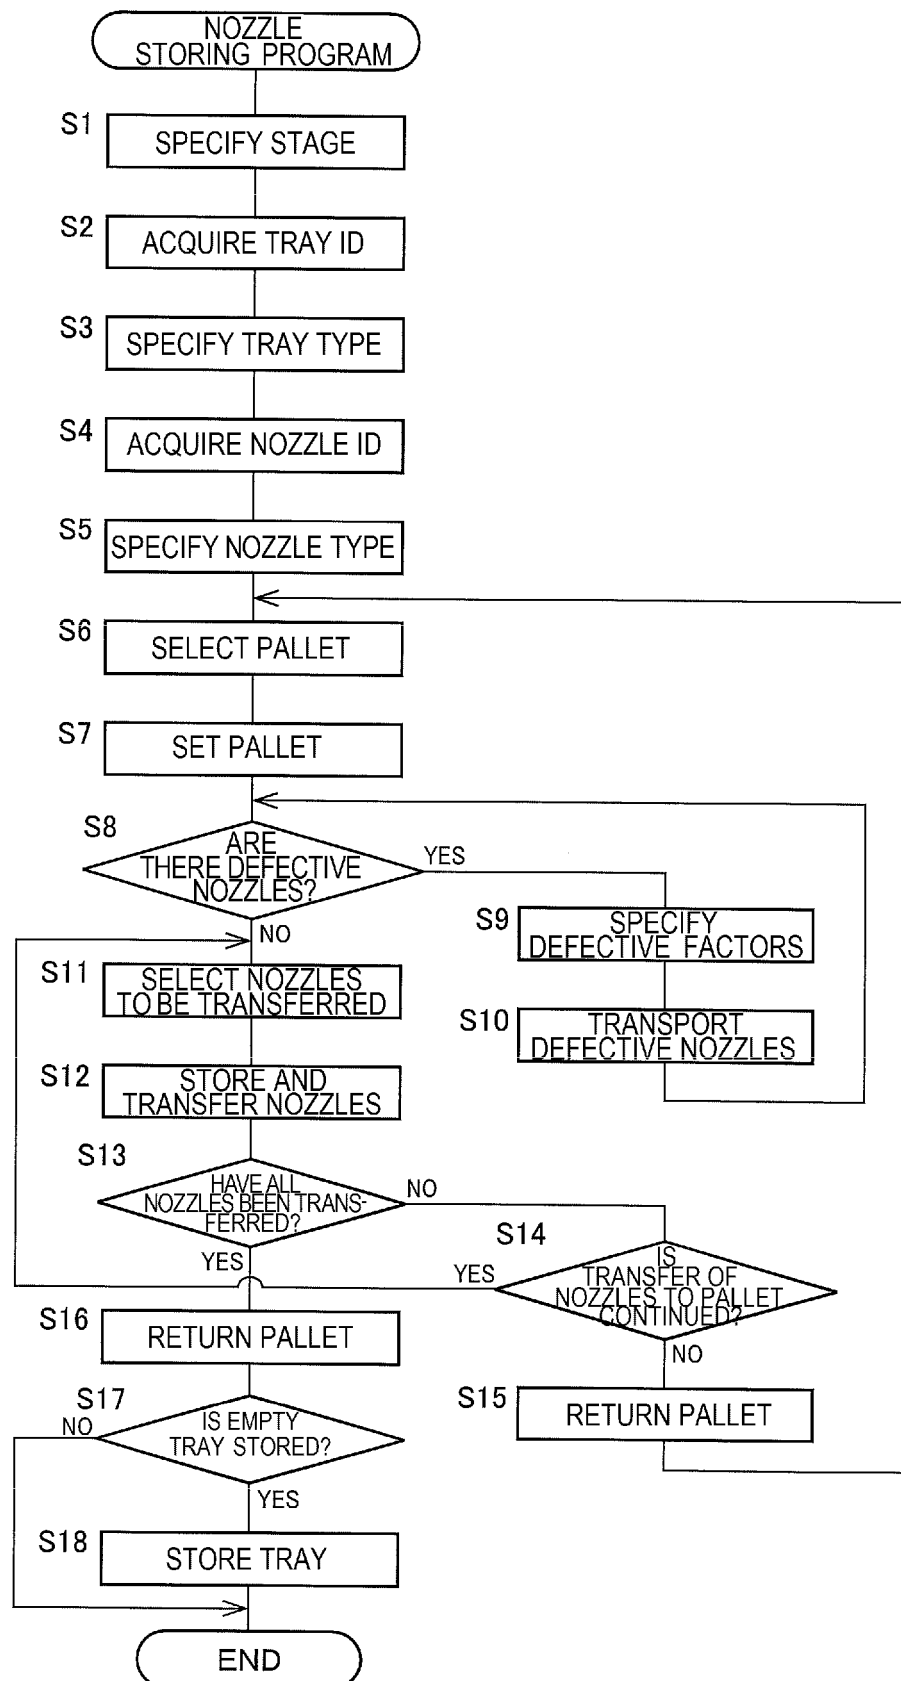 NOZZLE
STORING PROGRAM
S1
SPECIFY STAGE
S2
ACQUIRE TRAY ID
S3
SPECIFY TRAY TYPE
S4
ACQUIRE NOZZLE ID
S5
SPECIFY NOZZLE TYPE
S6
SELECT PALLET
S7
SET PALLET
S8
ARE
THERE DEFECTIVE
NOZZLES?
YES
NO
S9
SPECIFY
DEFECTIVE FACTORS
S10
TRANSPORT
DEFECTIVE NOZZLES
S11
SELECT NOZZLES
TO BE TRANSFERRED
S12
STORE AND
TRANSFER NOZZLES
S13
HAVE ALL
NOZZLES BEEN TRANS-
FERRED?
NO
YES
S14
IS
TRANSFER OF
NOZZLES TO PALLET
CONTINUED?
YES
NO
S15
RETURN PALLET
S16
RETURN PALLET
S17
IS EMPTY
TRAY STORED?
NO
YES
S18
STORE TRAY
END